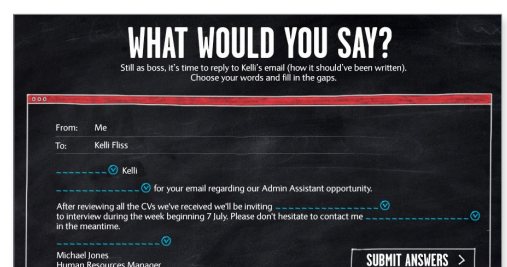 WHAT WOULD YOU SAY?
Still as boss, it's time to reply to Kelli's email (how it should've been written).
Choose your words and fill in the gaps.
From: Me
To: Kelli Fliss
_ _ _ _ _ _ _ Kelli
_ _ _ _ _ _ _ _ _ _ for your email regarding our Admin Assistant opportunity.
After reviewing all the CVs we've received we'll be inviting _ _ _ _ _ _ _ _ _ _ _ _
to interview during the week beginning 7 July. Please don't hesitate to contact me _ _ _ _ _ _ _ _ _ _ _ _
in the meantime.
_ _ _ _ _ _ _ _ _ _ _ _
Michael Jones
Human Resources Manager
SUBMIT ANSWERS >